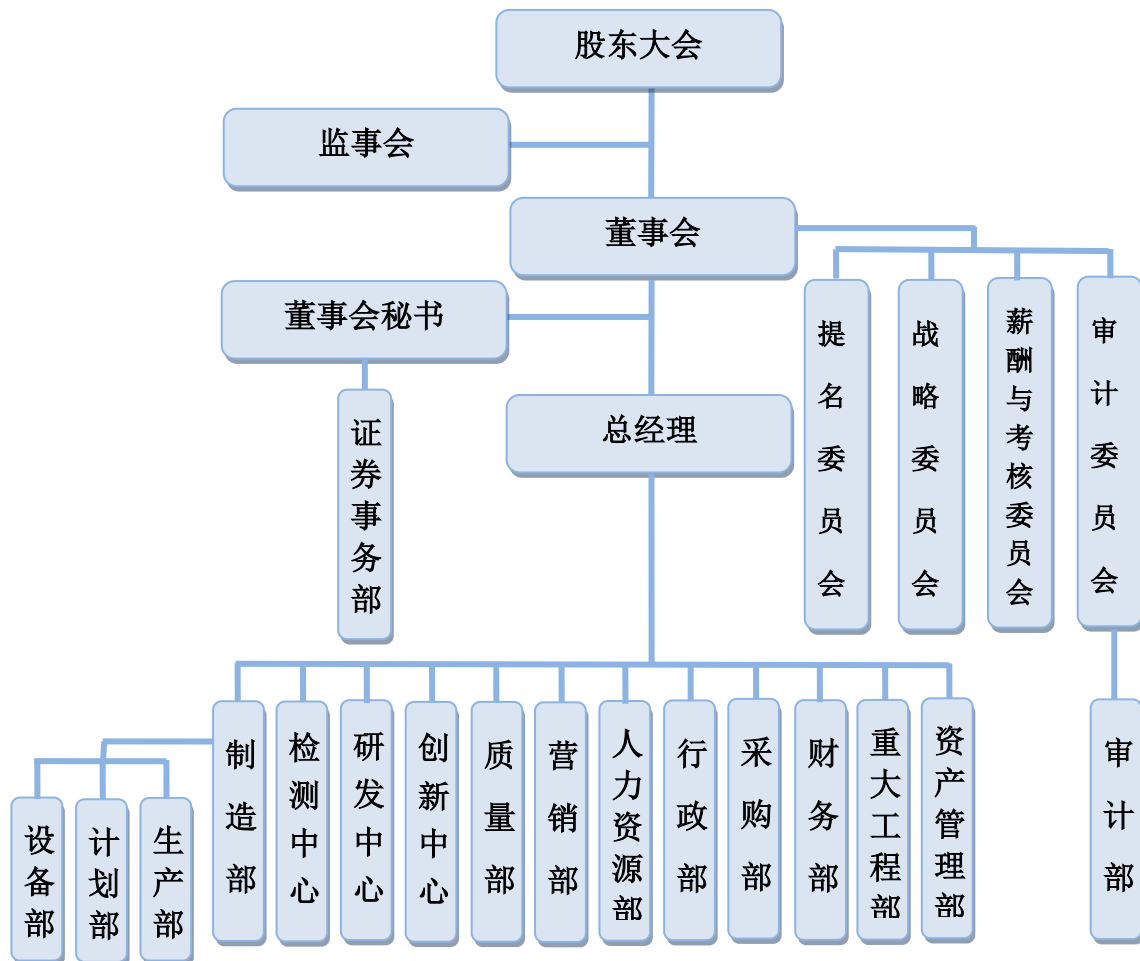 股东大会
监事会
董事会
董事会秘书
提名委员会
战略委员会
薪酬与考核委员会
审计委员会
证券事务部
总经理
制造部
检测中心
研发中心
创新中心
质量部
营销部
人力资源部
行政部
采购部
财务部
重大工程部
资产管理部
审计部
设备部
计划部
生产部